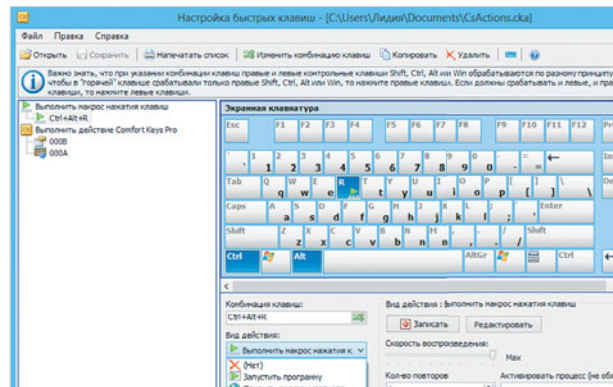 Настройка быстрых клавиш - [C:\Users\Лидия\Documents\CsActions.cka]
Файл Правка Справка
Открыть Сохранить Напечатать список Изменить комбинацию клавиш Копировать Удалить
Важно знать, что при указании комбинации клавиш правые и левые контрольные клавиши Shift, Ctrl, Alt или Win обрабатываются по разному принципу
чтобы в "горячей" клавише срабатывали только правые Shift, Ctrl, Alt или Win, то нажмите правые клавиши. Если должны срабатывать и левые, и пра
клавиши, то нажмите левые клавиши.
Выполнить макрос нажатия клавиш
Ctrl+Alt+R
Выполнить действие Comfort Keys Pro
000B
000A
Экранная клавиатура
Esc F1 F2 F3 F4 F5 F6 F7 F8 F9 F10 F11 F12 Pr
` 1 2 3 4 5 6 7 8 9 0 - = ← In
Tab Q q W w E e R T t Y y U u I i O o P p [ ] \ De
Caps A a S s D d F f G g H h J j K k L l ; ' Enter
Shift Z z X x C c V v B b N n M m , . / Shift
Ctrl Alt AltGr Ctrl ←
Комбинация клавиш:
Ctrl+Alt+R
Вид действия:
Выполнить макрос нажатия к
(Нет)
Запустить программу
Вид действия : Выполнить макрос нажатия клавиш
Записать Редактировать
Скорость воспроизведения:
Max
Кол-во повторов Активировать процесс (не об